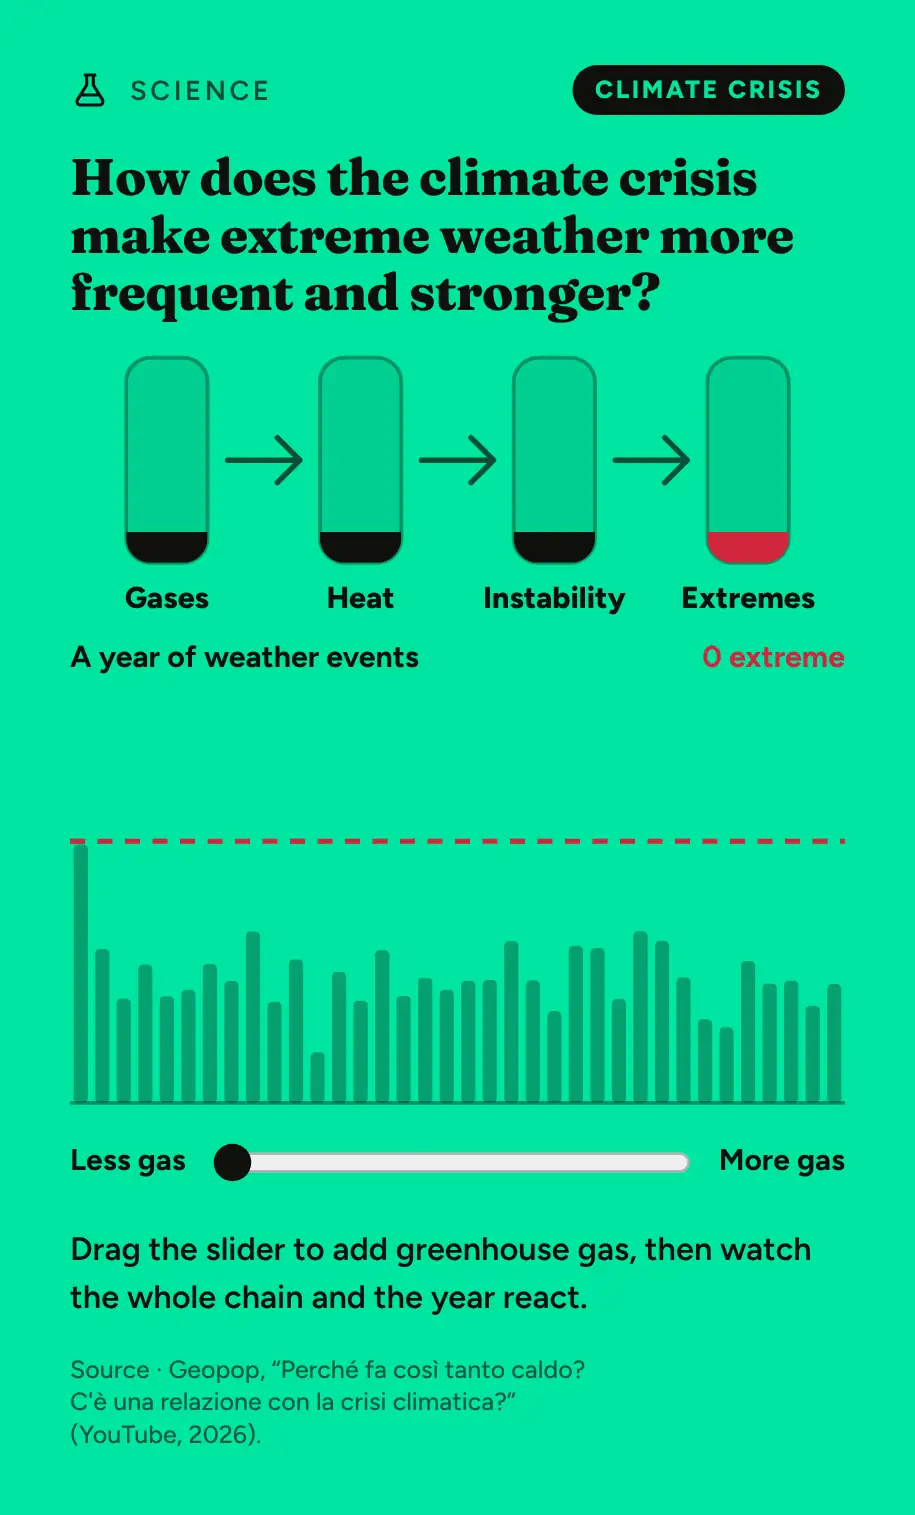 SCIENCE
CLIMATE CRISIS
How does the climate crisis
make extreme weather more
frequent and stronger?
Gases
Heat
Instability
Extremes
A year of weather events
0 extreme
Less gas
More gas
Drag the slider to add greenhouse gas, then watch
the whole chain and the year react.
Source · Geopop, “Perché fa così tanto caldo?
C'è una relazione con la crisi climatica?”
(YouTube, 2026).